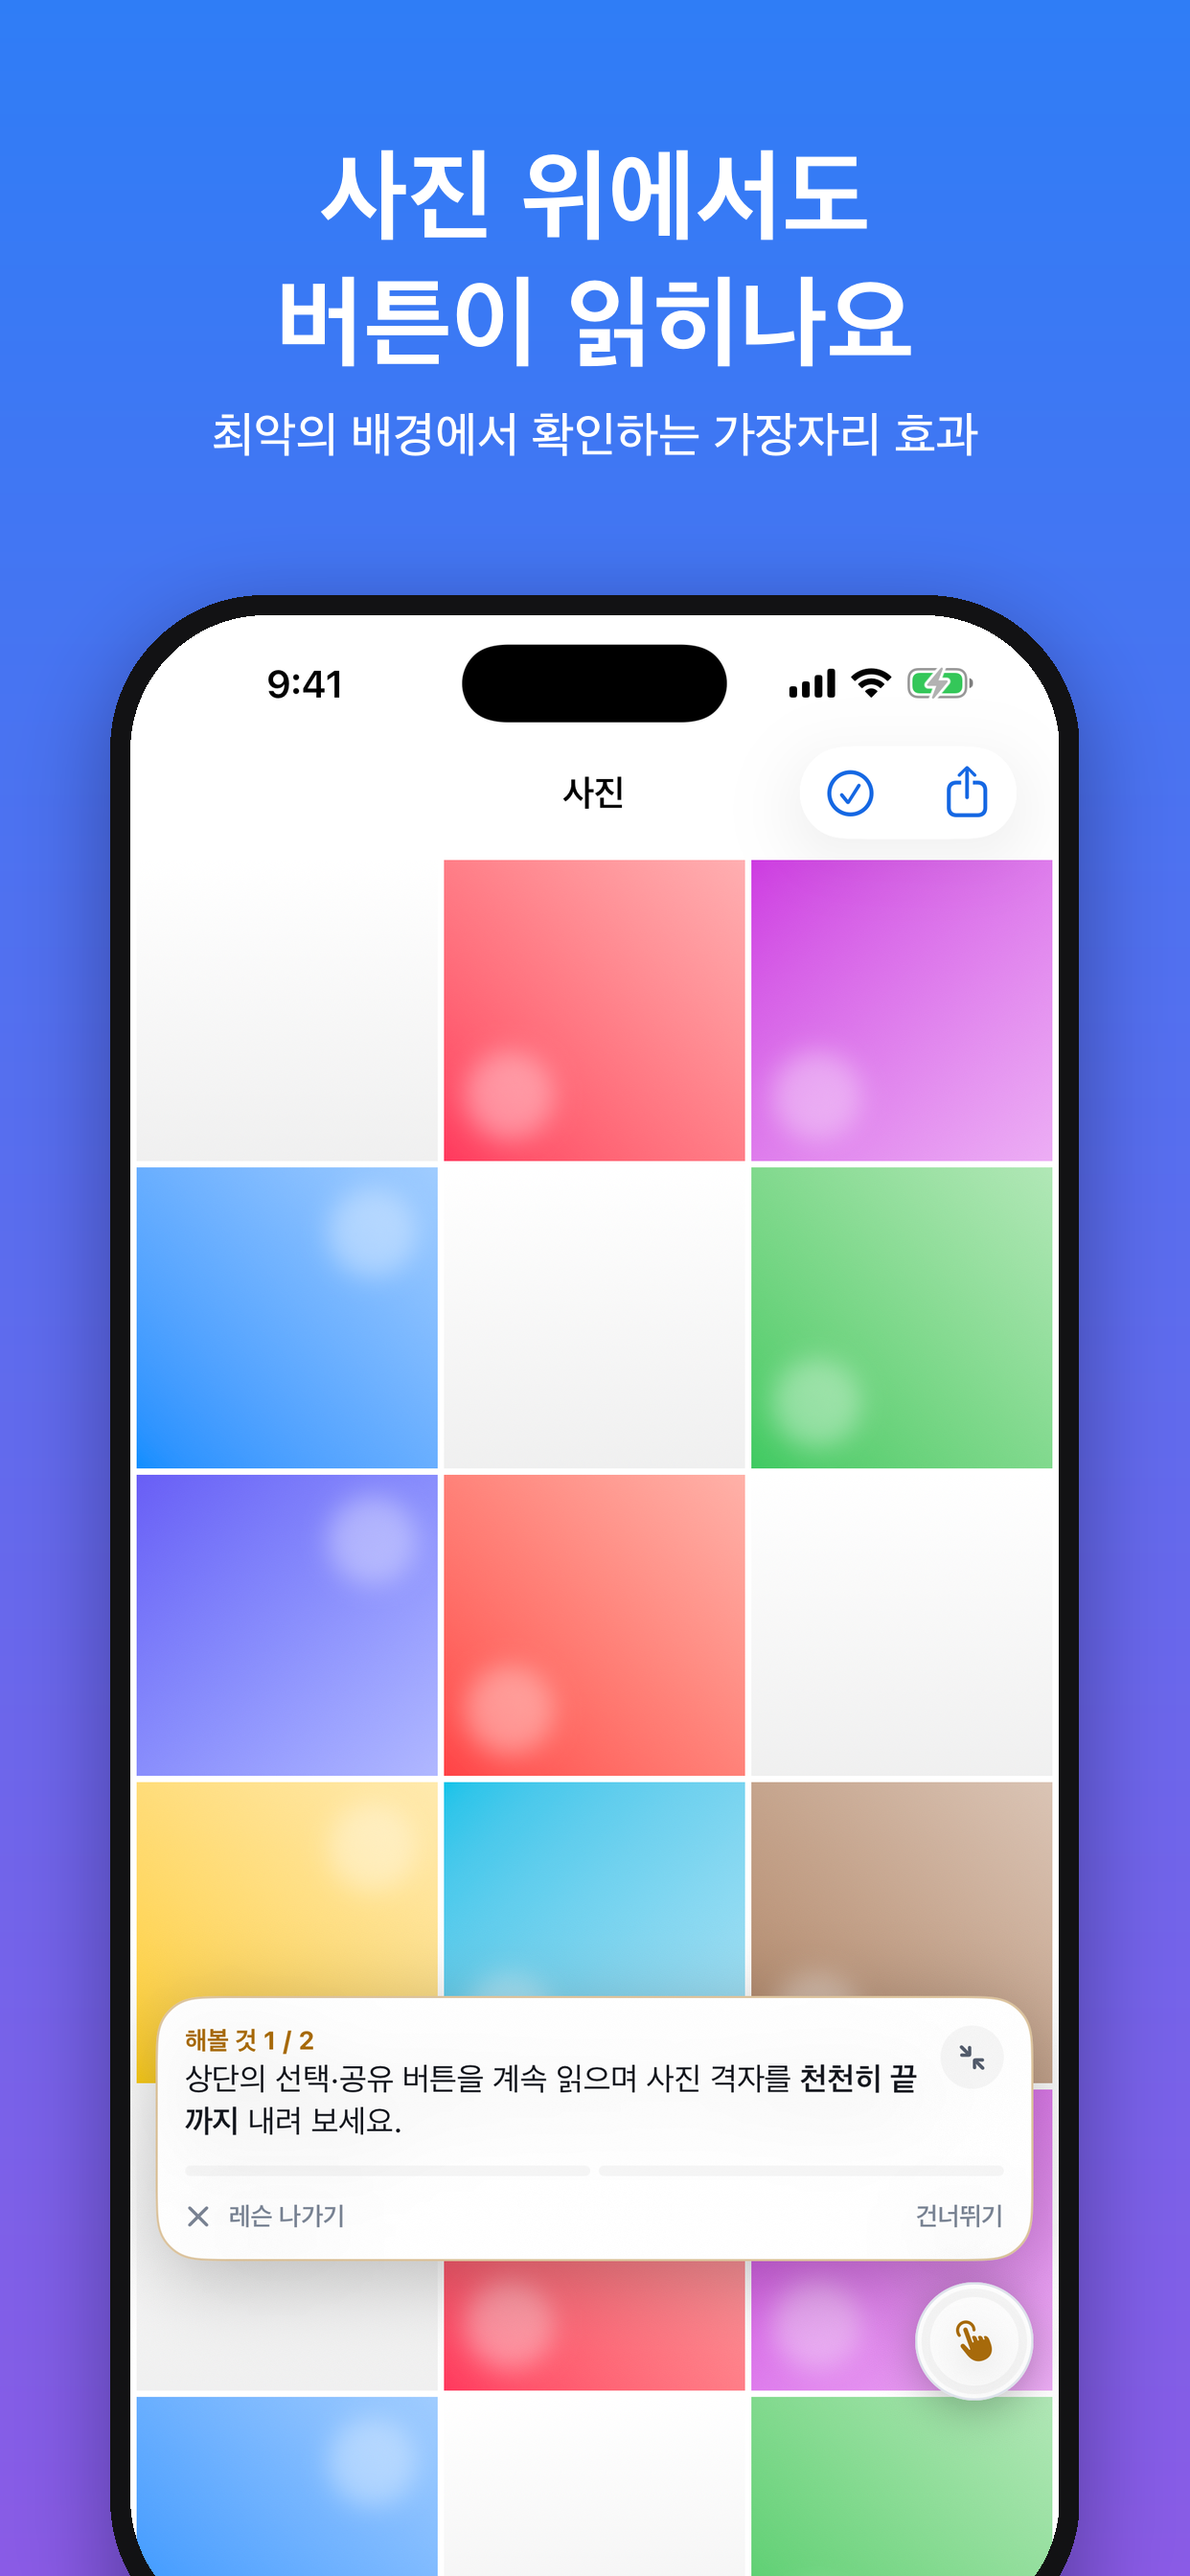 사진 위에서도
버튼이 읽히나요
최악의 배경에서 확인하는 가장자리 효과
9:41
사진
해볼 것 1 / 2
상단의 선택·공유 버튼을 계속 읽으며 사진 격자를 천천히 끝
까지 내려 보세요.
레슨 나가기
건너뛰기